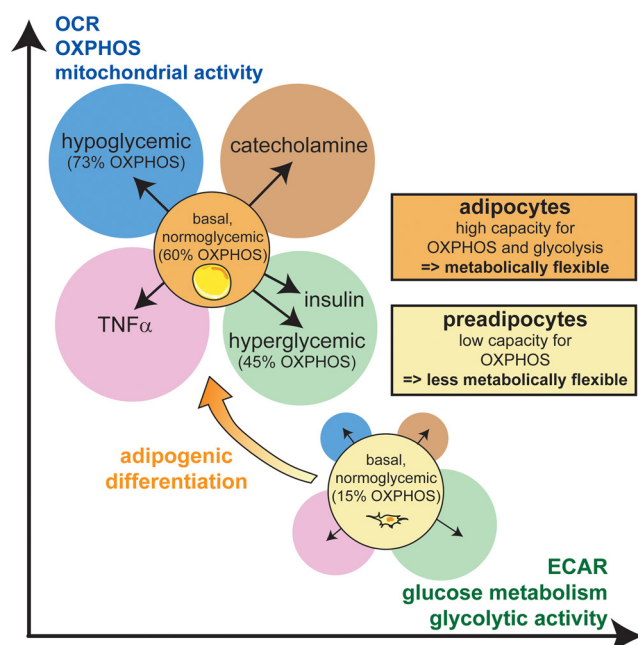 OCR
OXPHOS
mitochondrial activity
hypoglycemic
(73% OXPHOS)
catecholamine
basal,
normoglycemic
(60% OXPHOS)
TNFα
insulin
hyperglycemic
(45% OXPHOS)
adipocytes
high capacity for
OXPHOS and glycolysis
=> metabolically flexible
preadipocytes
low capacity for
OXPHOS
=> less metabolically flexible
adipogenic
differentiation
basal,
normoglycemic
(15% OXPHOS)
ECAR
glucose metabolism
glycolytic activity